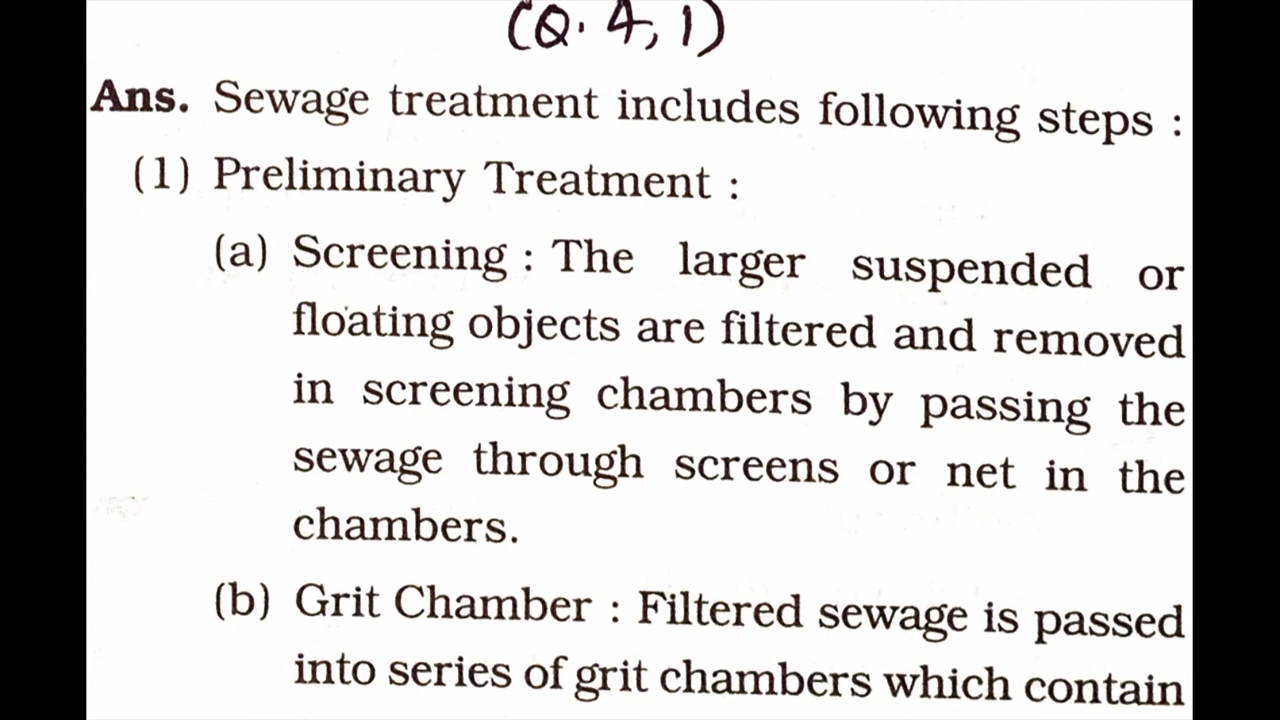 (Q. 4, 1)
Ans. Sewage treatment includes following steps :
(1) Preliminary Treatment :
(a) Screening : The larger suspended or
floating objects are filtered and removed
in screening chambers by passing the
sewage through screens or net in the
chambers.
(b) Grit Chamber : Filtered sewage is passed
into series of grit chambers which contain